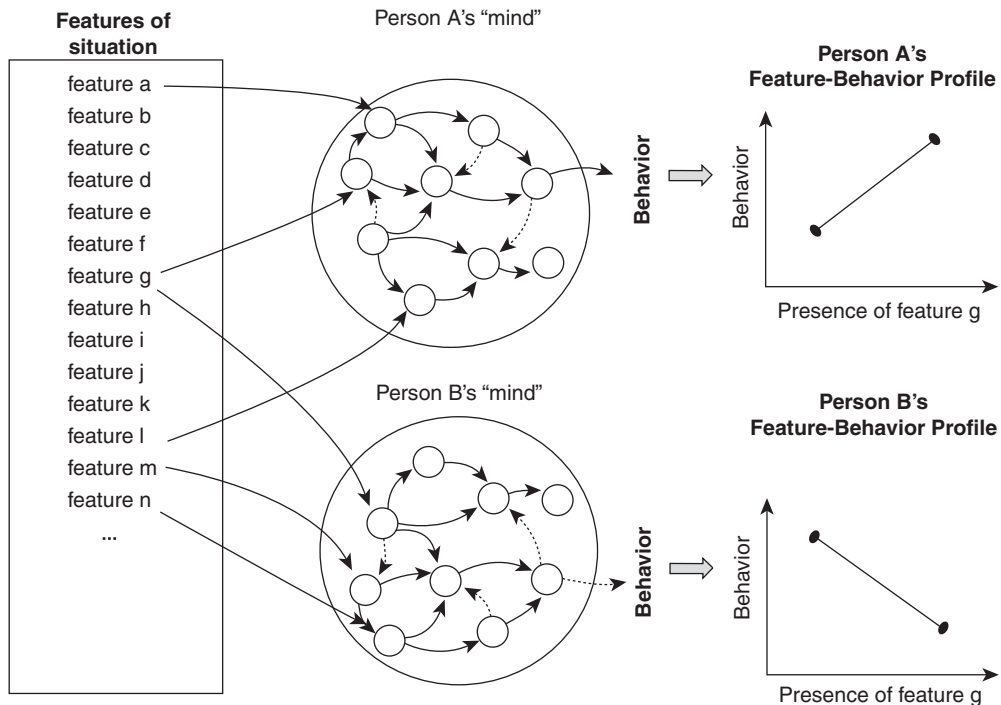 Features of
situation
feature a
feature b
feature c
feature d
feature e
feature f
feature g
feature h
feature i
feature j
feature k
feature l
feature m
feature n
...
Person A’s “mind”
Behavior
Person A’s
Feature-Behavior Profile
Behavior
Presence of feature g
Person B’s “mind”
Behavior
Person B’s
Feature-Behavior Profile
Behavior
Presence of feature g